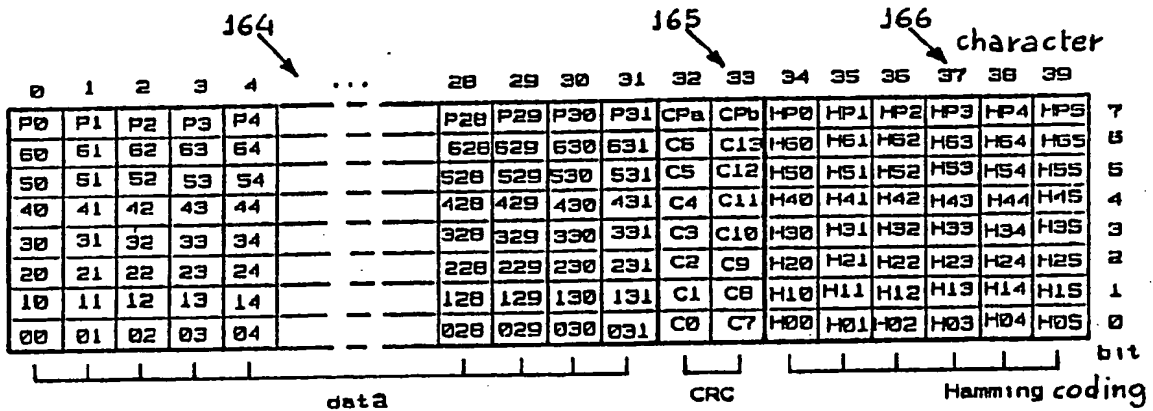 164 165 166
character
0 1 2 3 4 ... 28 29 30 31 32 33 34 35 36 37 38 39
P0 P1 P2 P3 P4 P28 P29 P30 P31 CPa CPb HP0 HP1 HP2 HP3 HP4 HP5 7
60 61 62 63 64 628 629 630 631 C6 C13 H60 H61 H62 H63 H64 H65 6
50 51 52 53 54 528 529 530 531 C5 C12 H50 H51 H52 H53 H54 H55 5
40 41 42 43 44 428 429 430 431 C4 C11 H40 H41 H42 H43 H44 H45 4
30 31 32 33 34 328 329 330 331 C3 C10 H30 H31 H32 H33 H34 H35 3
20 21 22 23 24 228 229 230 231 C2 C9 H20 H21 H22 H23 H24 H25 2
10 11 12 13 14 128 129 130 131 C1 C8 H10 H11 H12 H13 H14 H15 1
00 01 02 03 04 028 029 030 031 C0 C7 H00 H01 H02 H03 H04 H05 0
bit
data CRC Hamming coding